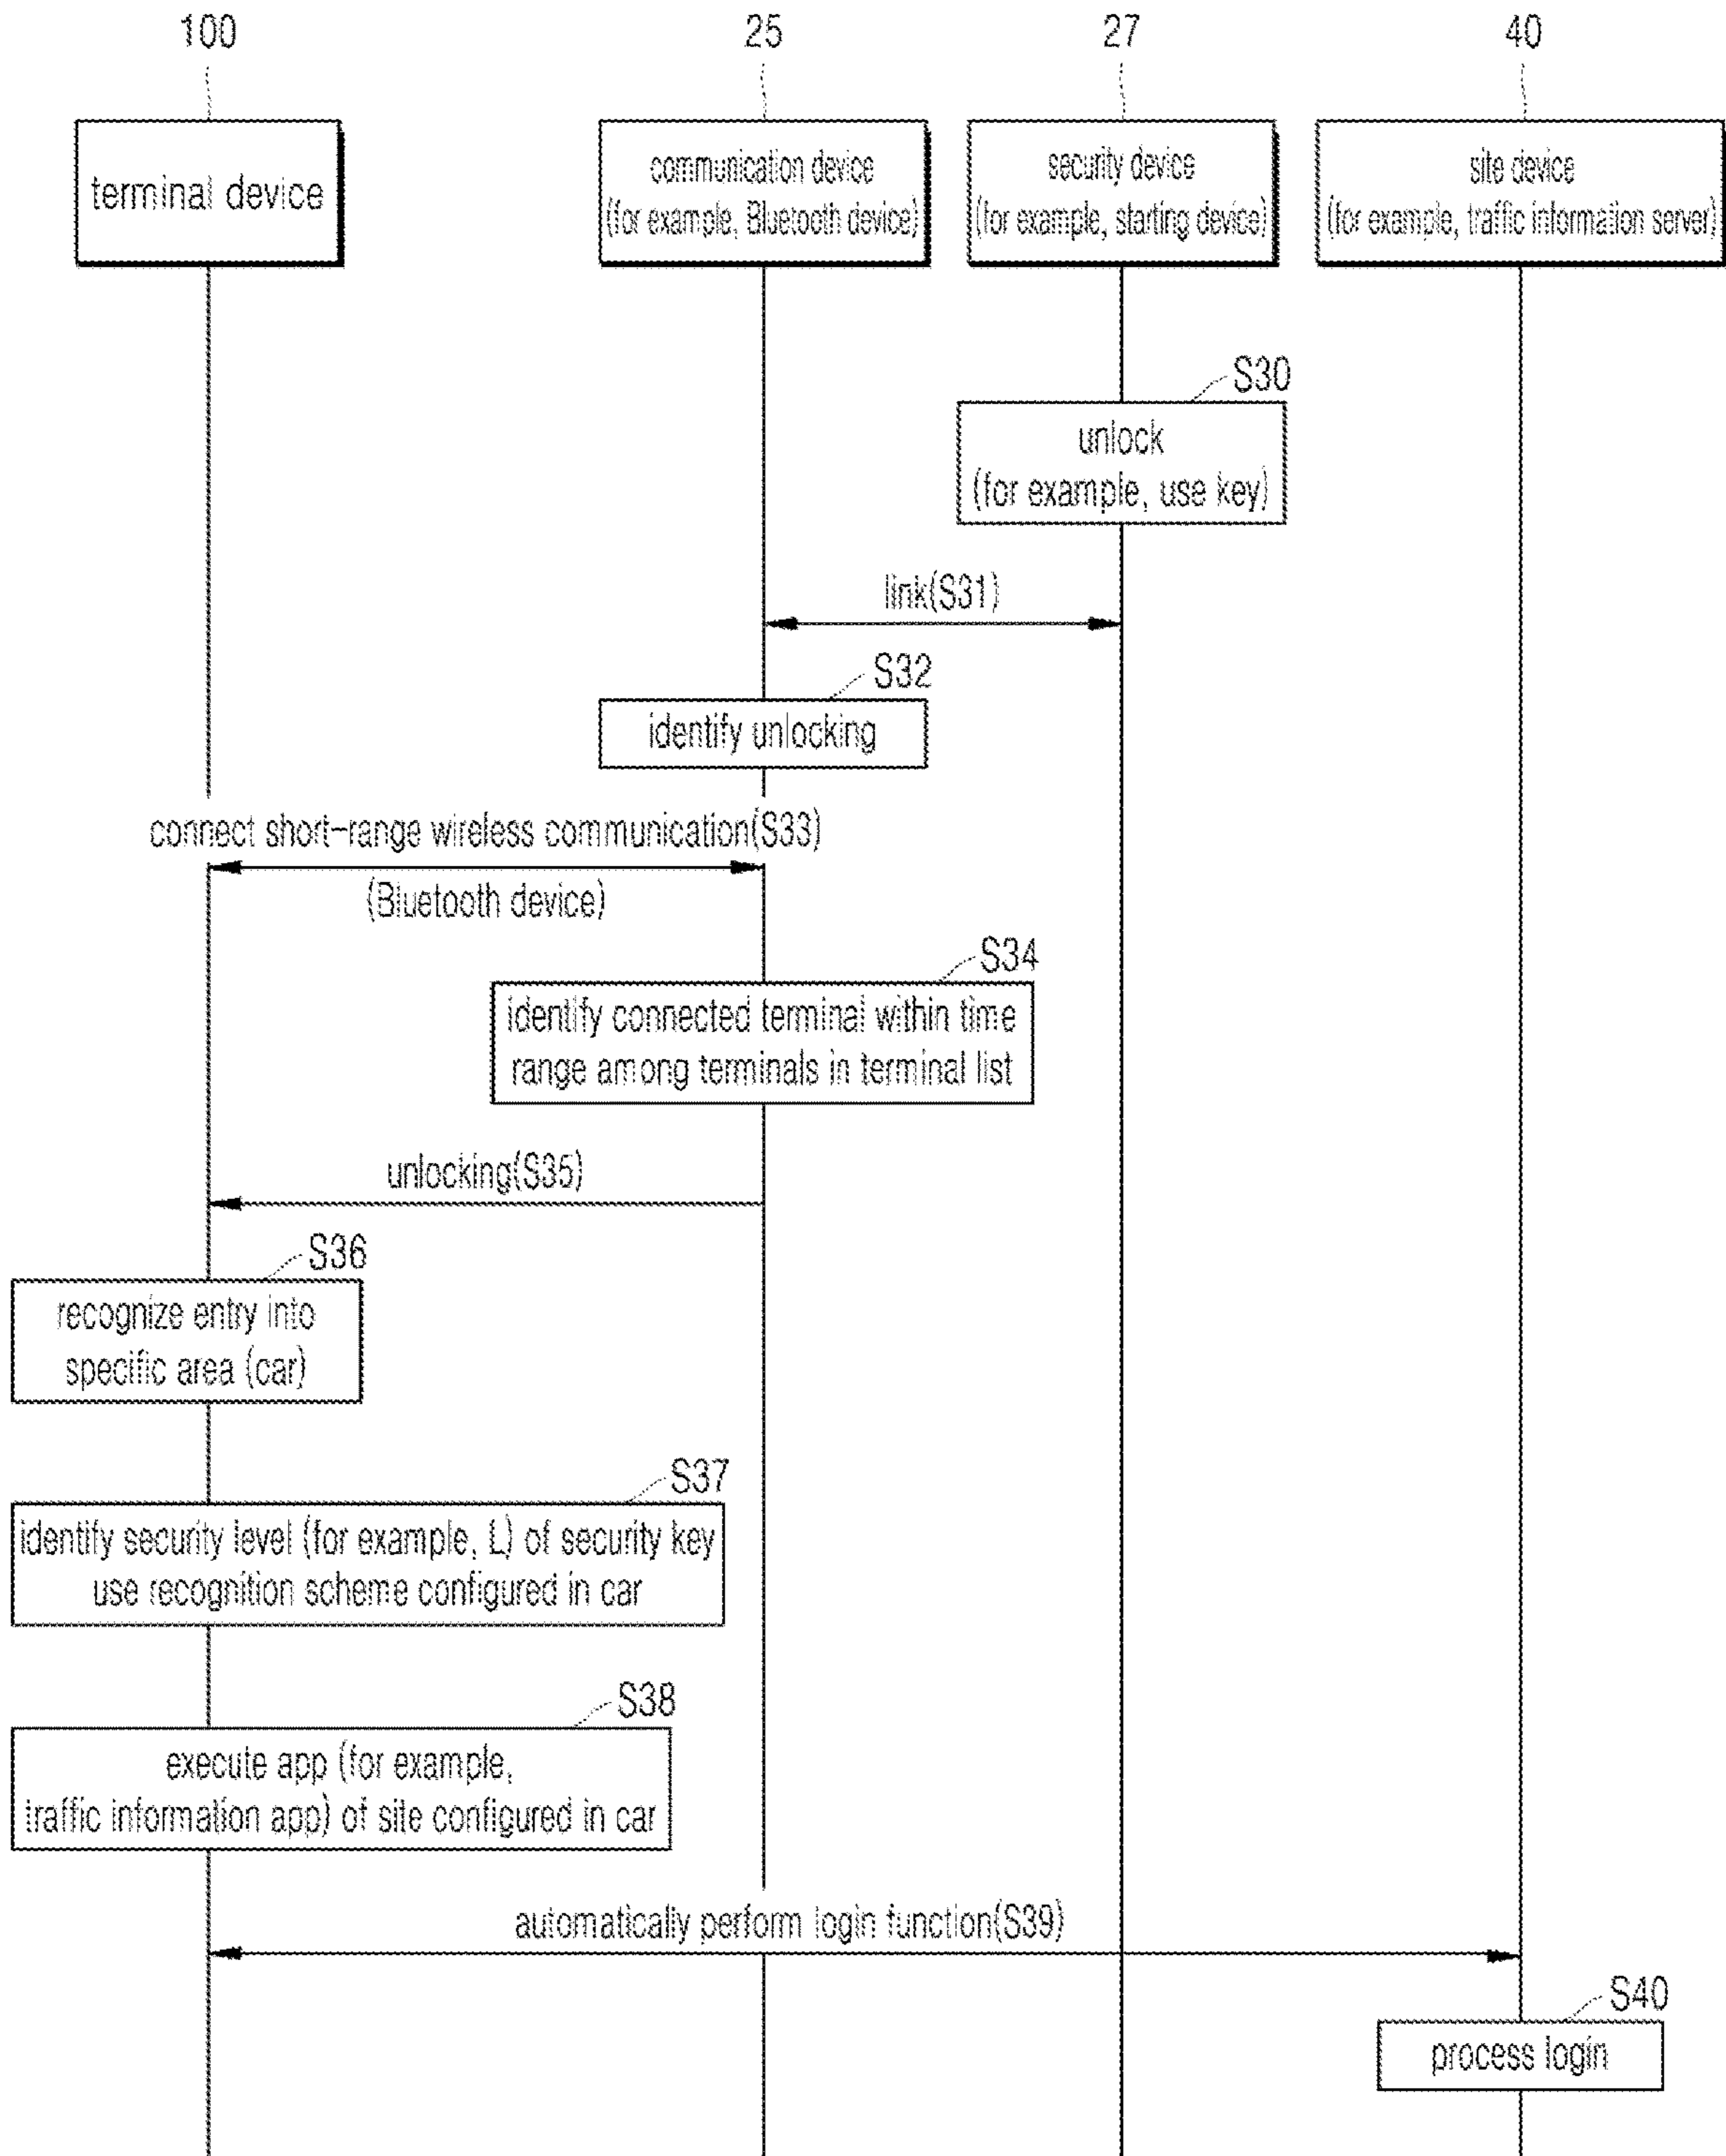 100
25
27
40
terminal device
communication device
(for example, Bluetooth device)
security device
(for example, starting device)
site device
(for example, traffic information server)
S30
unlock
(for example, use key)
link(S31)
S32
identify unlocking
connect short-range wireless communication(S33)
(Bluetooth device)
S34
identify connected terminal within time
range among terminals in terminal list
unlocking(S35)
S36
recognize entry into
specific area (car)
S37
identify security level (for example, L) of security key
use recognition scheme configured in car
S38
execute app (for example,
traffic information app) of site configured in car
automatically perform login function(S39)
S40
process login